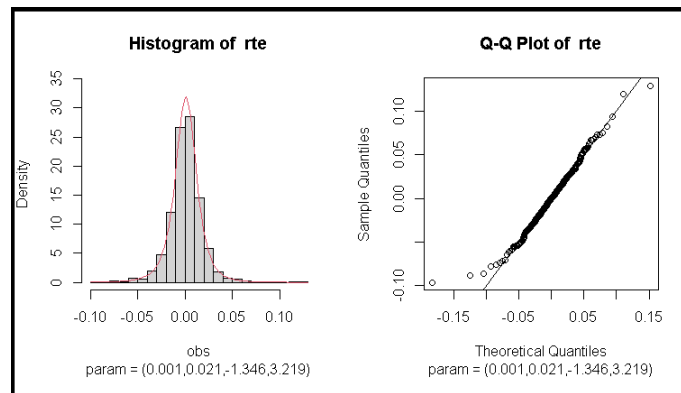 Histogram of rte
Density
0 5 10 15 20 25 30 35
-0.10 -0.05 0.00 0.05 0.10
obs
param = (0.001,0.021,-1.346,3.219)
Q-Q Plot of rte
Sample Quantiles
-0.10 0.00 0.05 0.10
-0.15 -0.05 0.05 0.15
Theoretical Quantiles
param = (0.001,0.021,-1.346,3.219)